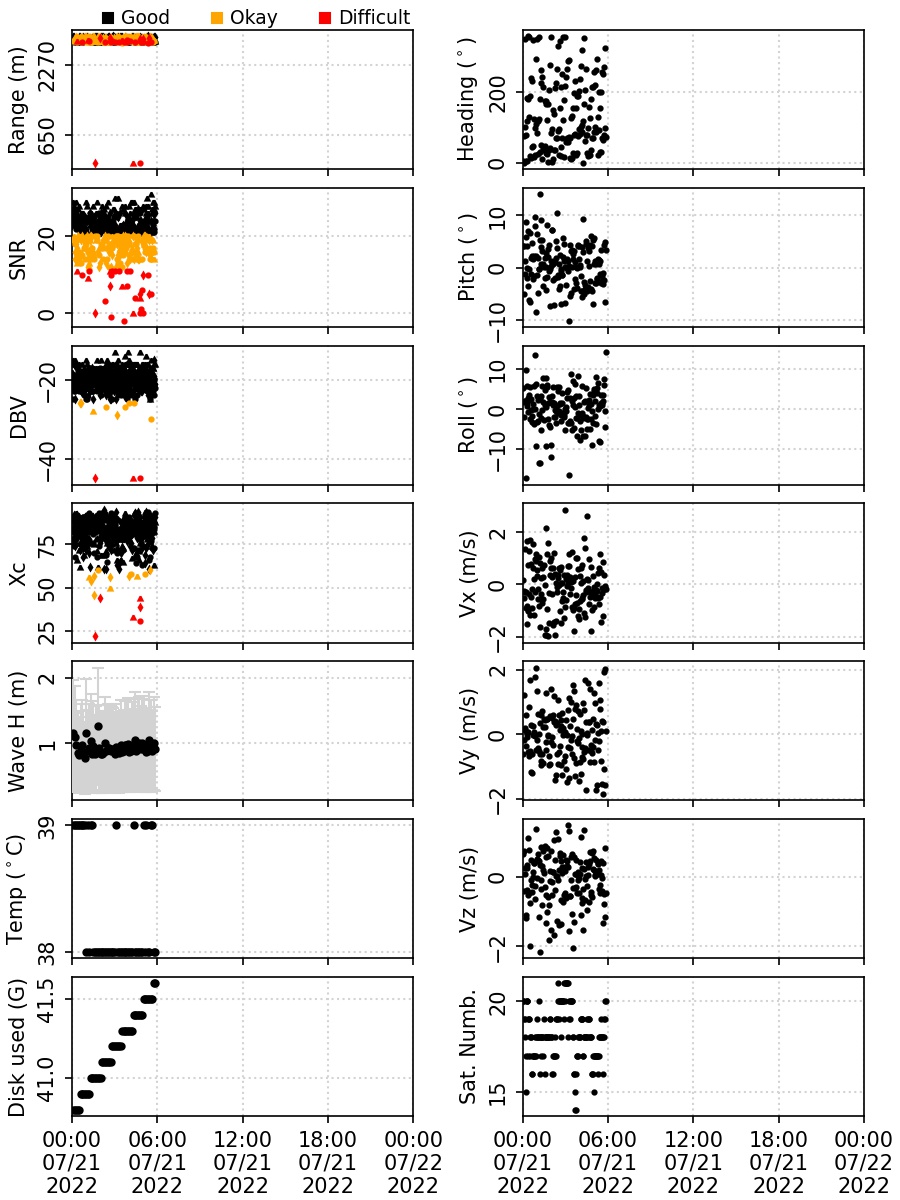 Good Okay Difficult
Range (m)
2270
650
Heading (°)
200
0
SNR
20
0
Pitch (°)
10
0
−10
DBV
−20
−40
Roll (°)
10
0
−10
Xc
75
50
25
Vx (m/s)
2
0
−2
Wave H (m)
2
1
Vy (m/s)
2
0
−2
Temp (°C)
39
38
Vz (m/s)
0
−2
Disk used (G)
41.5
41.0
Sat. Numb.
20
15
00:00 06:00 12:00 18:00 00:00
07/21 07/21 07/21 07/21 07/22
2022 2022 2022 2022 2022
00:00 06:00 12:00 18:00 00:00
07/21 07/21 07/21 07/21 07/22
2022 2022 2022 2022 2022